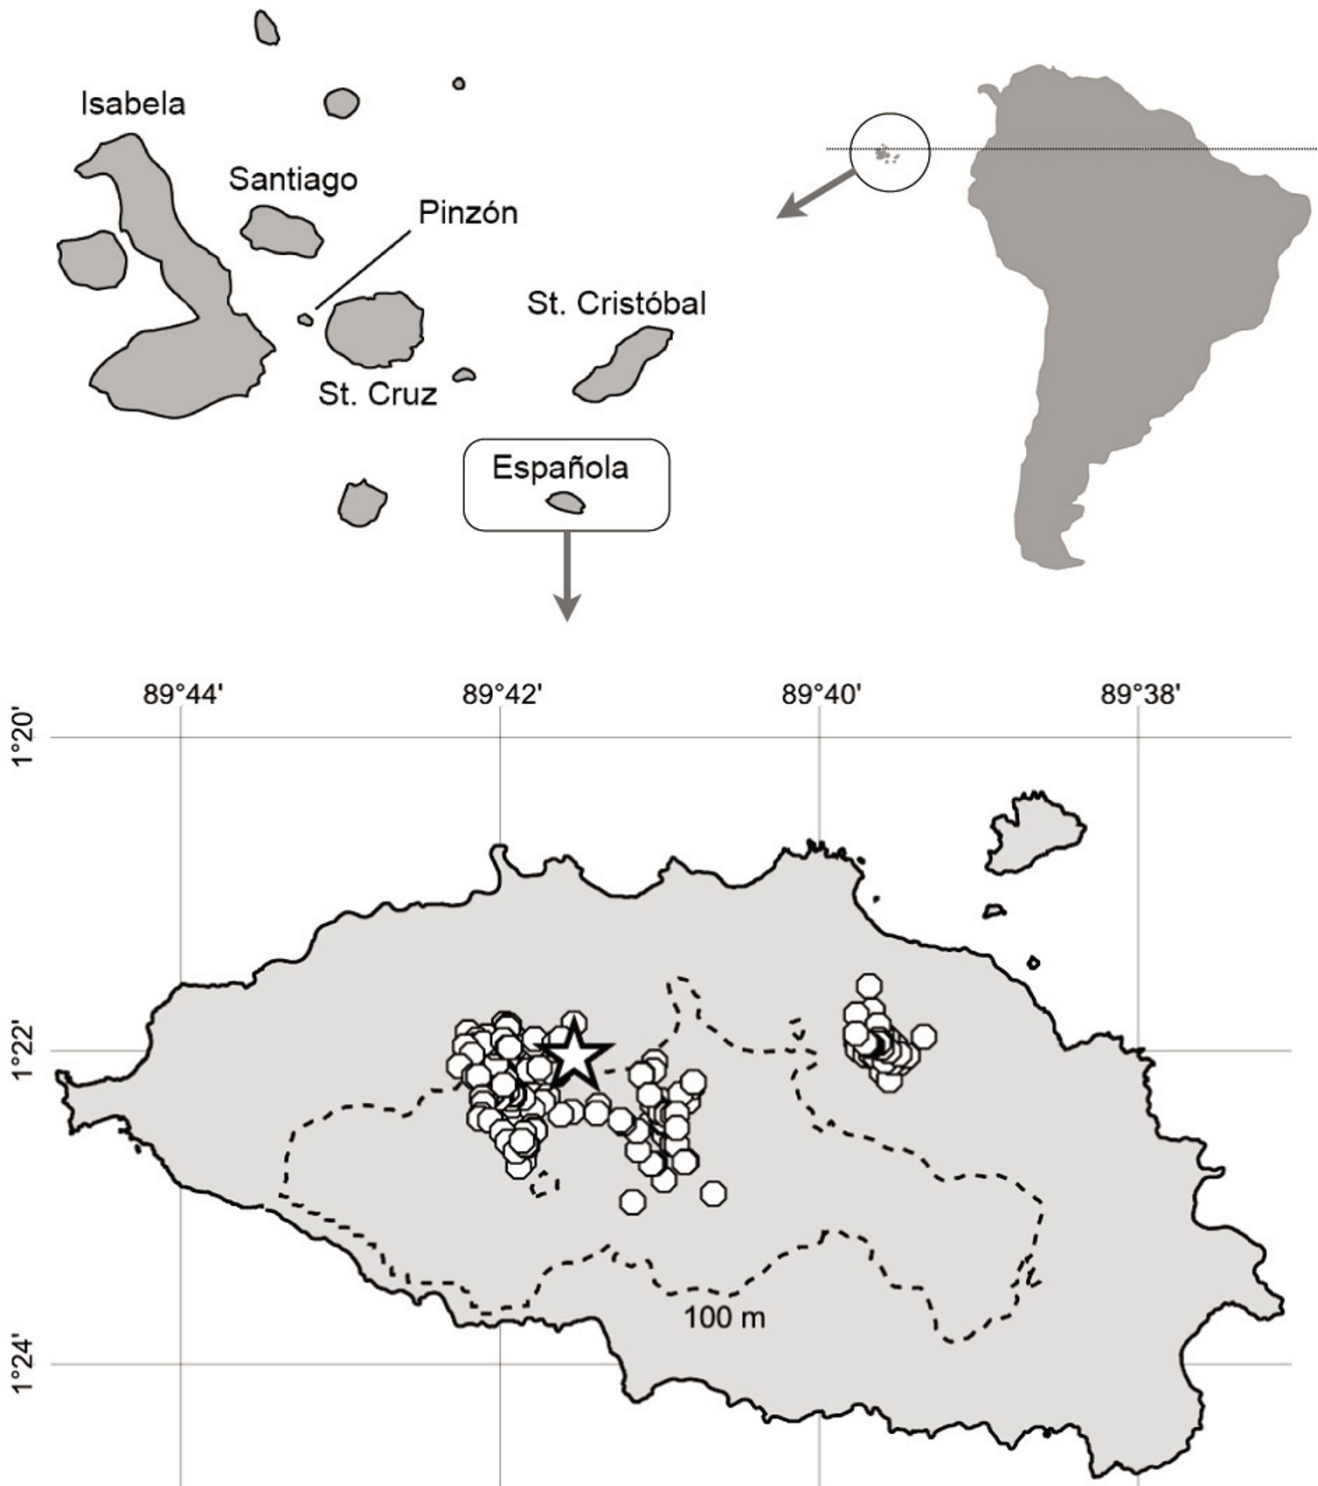 Isabela
Santiago
Pinzón
St. Cristóbal
St. Cruz
Española
89°44'
89°42'
89°40'
89°38'
1°20'
1°22'
100 m
1°24'